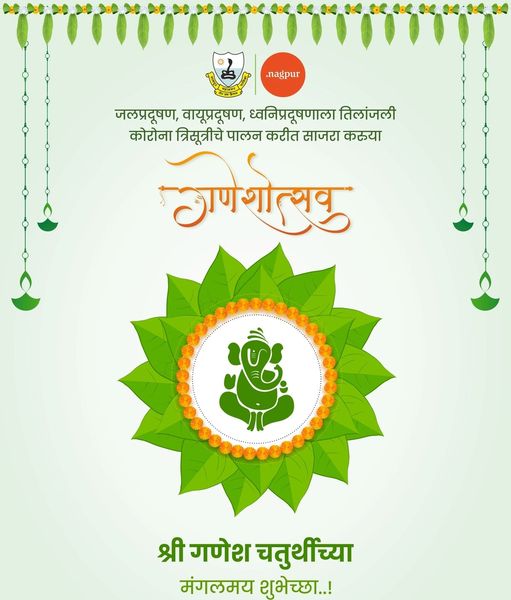 .nagpur
जलप्रदूषण, वायूप्रदूषण, ध्वनिप्रदूषणाला तिलांजली
कोरोना त्रिसूत्रीचे पालन करीत साजरा करुया
गणेशोत्सव
श्री गणेश चतुर्थीच्या
मंगलमय शुभेच्छा..!